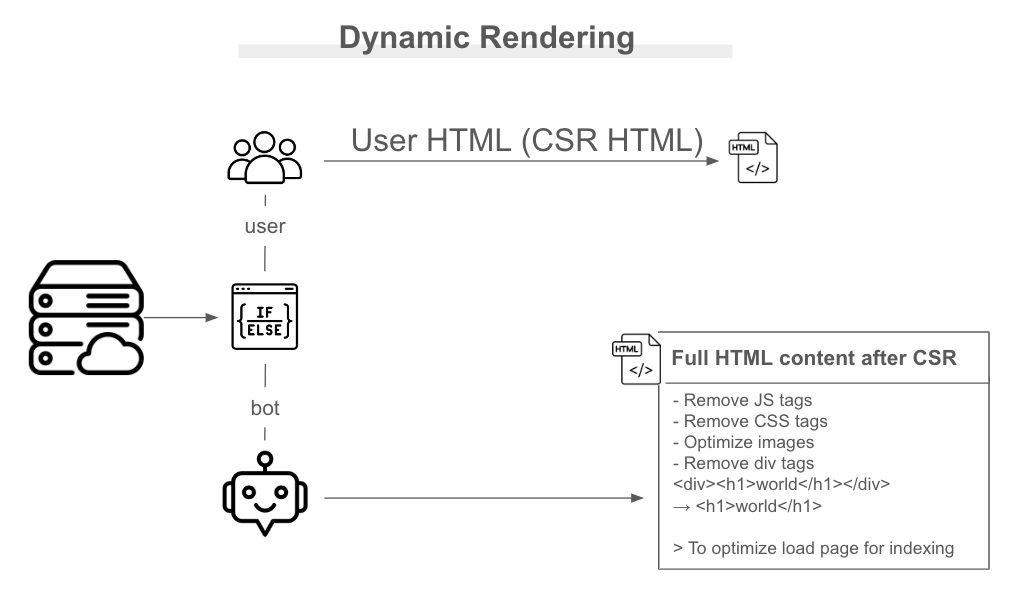 Dynamic Rendering
User HTML (CSR HTML)
HTML
</>
user
IF
ELSE
bot
HTML
</>
Full HTML content after CSR
- Remove JS tags
- Remove CSS tags
- Optimize images
- Remove div tags
<div><h1>world</h1></div>
→ <h1>world</h1>
> To optimize load page for indexing